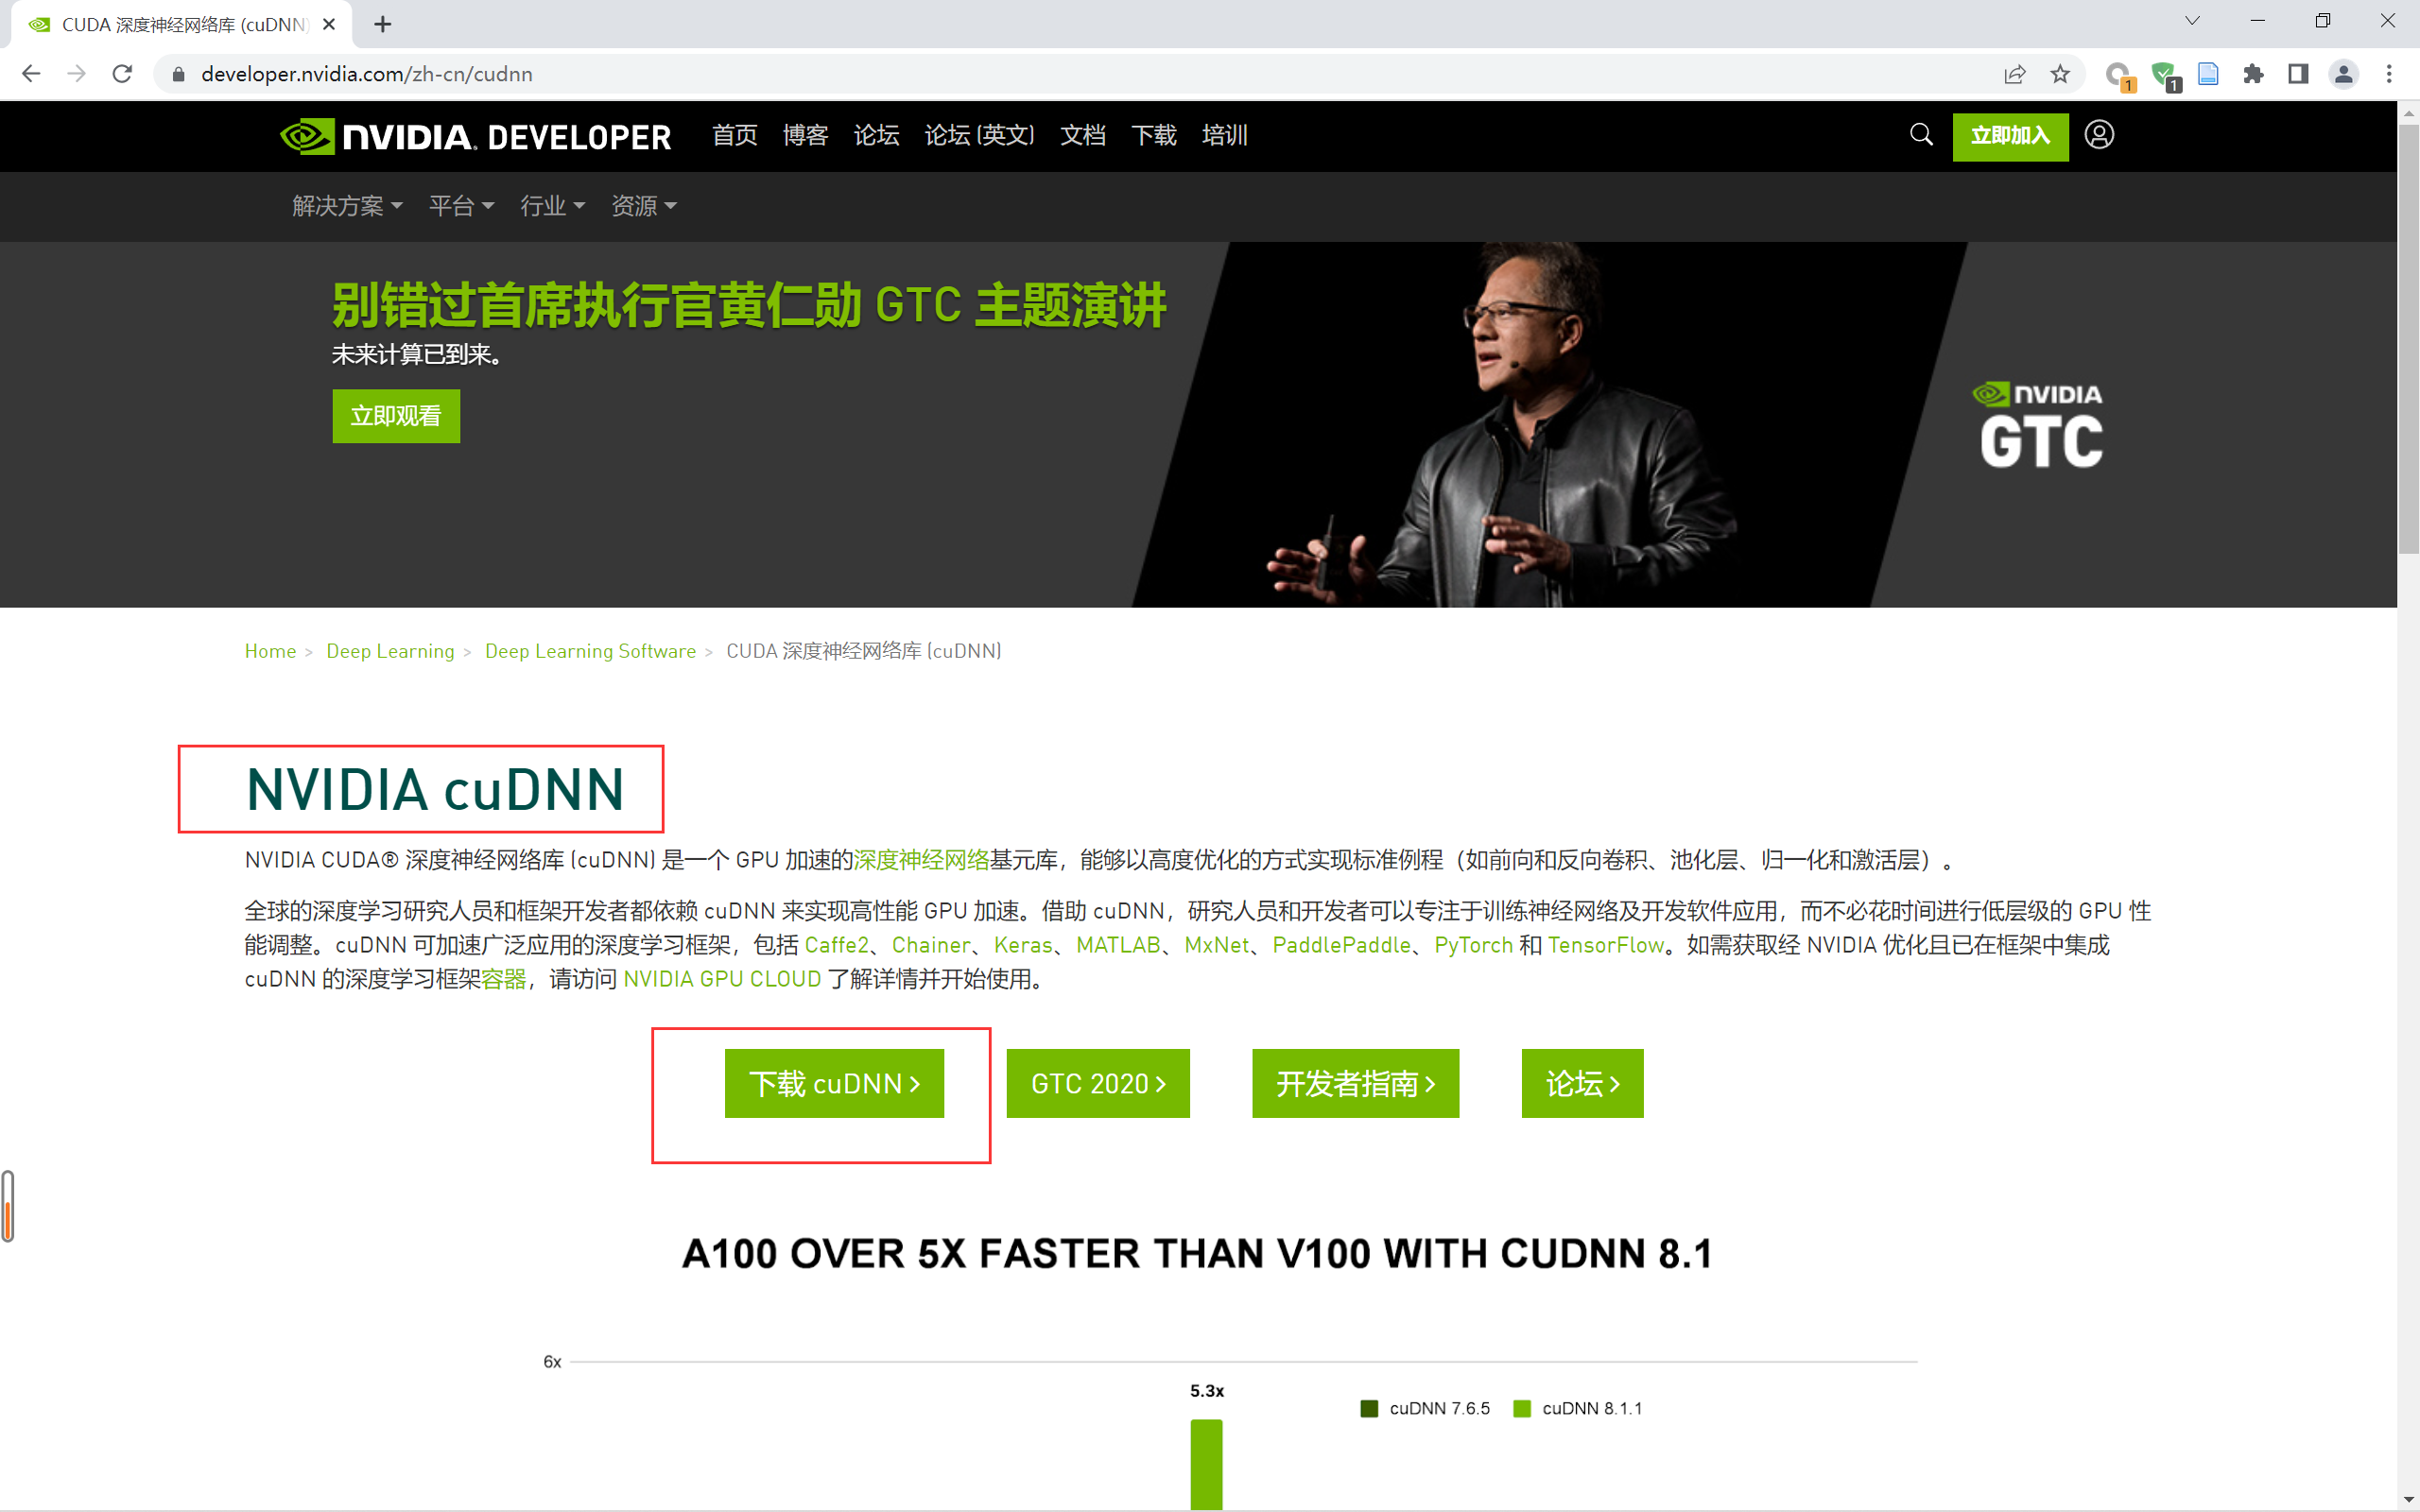 CUDA 深度神经网络库 (cuDNN)
developer.nvidia.com/zh-cn/cudnn
1
1
NVIDIA. DEVELOPER 首页 博客 论坛 论坛 (英文) 文档 下载 培训 立即加入
解决方案 平台 行业 资源
别错过首席执行官黄仁勋 GTC 主题演讲
未来计算已到来。
立即观看
NVIDIA
GTC
Home > Deep Learning > Deep Learning Software > CUDA 深度神经网络库 (cuDNN)
NVIDIA cuDNN
NVIDIA CUDA® 深度神经网络库 (cuDNN) 是一个 GPU 加速的深度神经网络基元库，能够以高度优化的方式实现标准例程（如前向和反向卷积、池化层、归一化和激活层）。
全球的深度学习研究人员和框架开发者都依赖 cuDNN 来实现高性能 GPU 加速。借助 cuDNN，研究人员和开发者可以专注于训练神经网络及开发软件应用，而不必花时间进行低层级的 GPU 性
能调整。cuDNN 可加速广泛应用的深度学习框架，包括 Caffe2、Chainer、Keras、MATLAB、MxNet、PaddlePaddle、PyTorch 和 TensorFlow。如需获取经 NVIDIA 优化且已在框架中集成
cuDNN 的深度学习框架容器，请访问 NVIDIA GPU CLOUD 了解详情并开始使用。
下载 cuDNN > GTC 2020 > 开发者指南 > 论坛 >
A100 OVER 5X FASTER THAN V100 WITH CUDNN 8.1
6x
5.3x
cuDNN 7.6.5 cuDNN 8.1.1